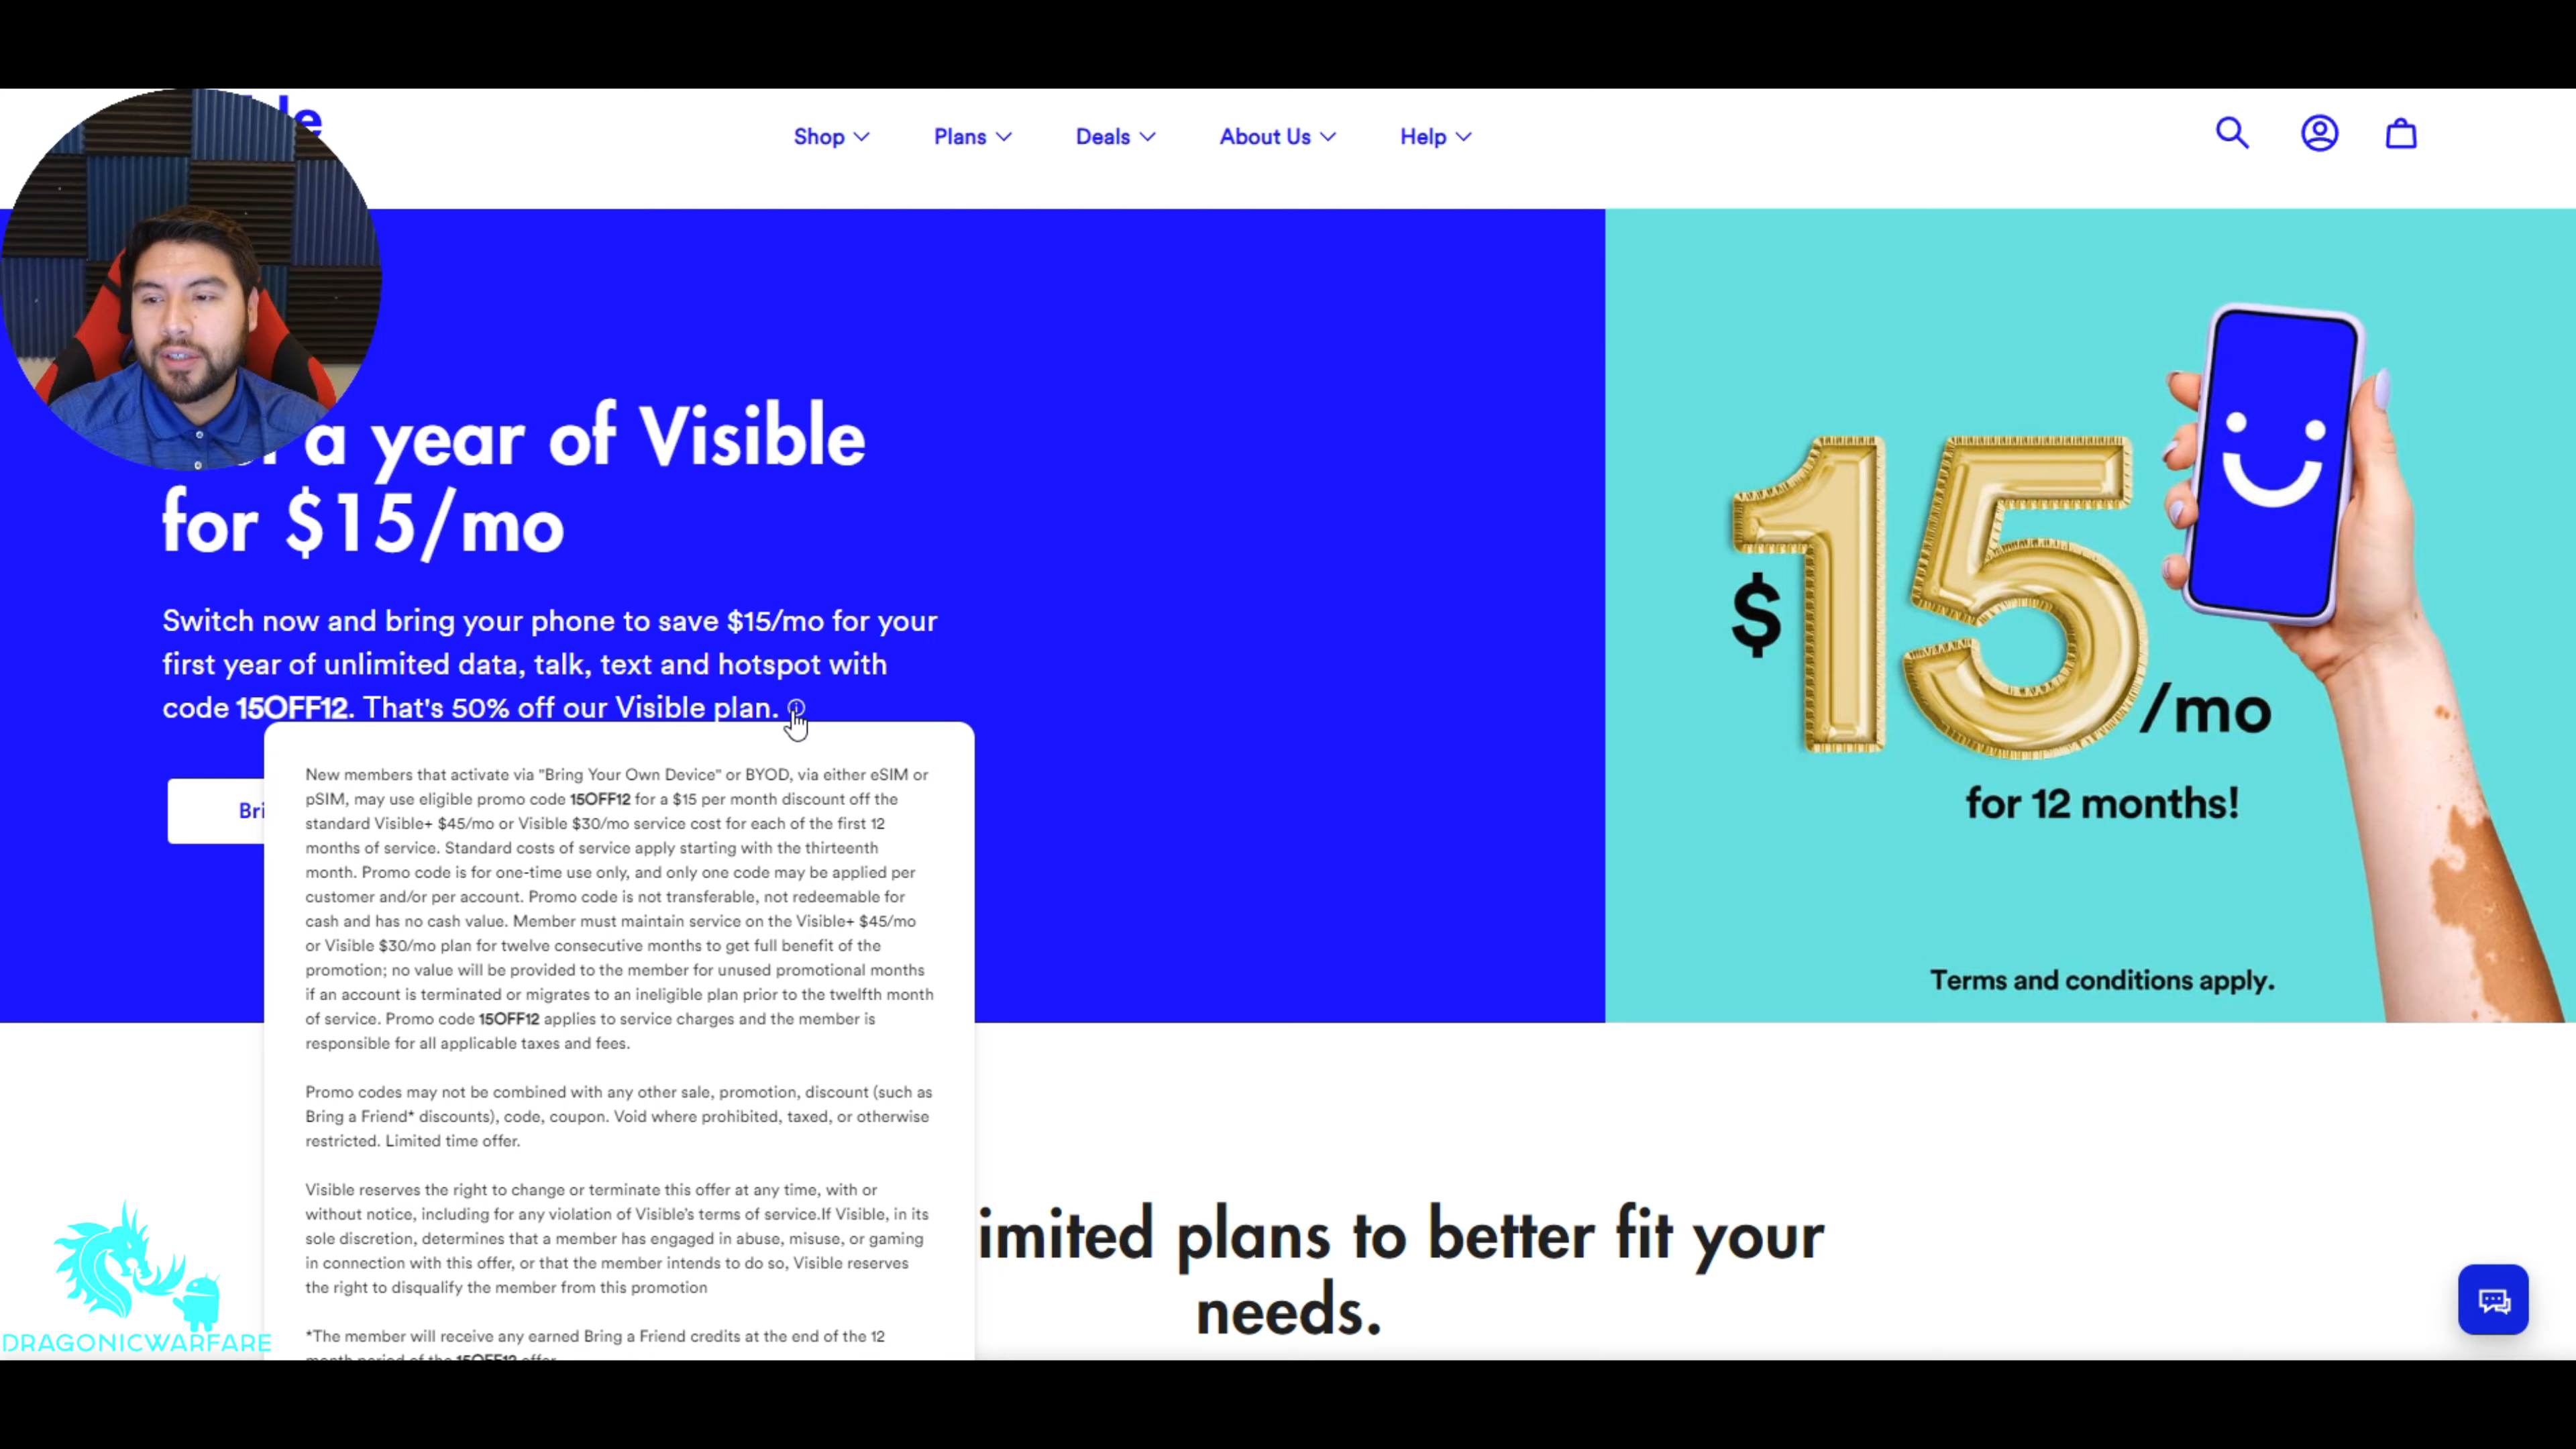 Shop
Plans
Deals
About Us
Help
a year of Visible
for $15/mo
Switch now and bring your phone to save $15/mo for your
first year of unlimited data, talk, text and hotspot with
code 15OFF12. That's 50% off our Visible plan.
New members that activate via "Bring Your Own Device" or BYOD, via either eSIM or
pSIM, may use eligible promo code 15OFF12 for a $15 per month discount off the
standard Visible+ $45/mo or Visible $30/mo service cost for each of the first 12
months of service. Standard costs of service apply starting with the thirteenth
month. Promo code is for one-time use only, and only one code may be applied per
customer and/or per account. Promo code is not transferable, not redeemable for
cash and has no cash value. Member must maintain service on the Visible+ $45/mo
or Visible $30/mo plan for twelve consecutive months to get full benefit of the
promotion; no value will be provided to the member for unused promotional months
if an account is terminated or migrates to an ineligible plan prior to the twelfth month
of service. Promo code 15OFF12 applies to service charges and the member is
responsible for all applicable taxes and fees.
Promo codes may not be combined with any other sale, promotion, discount (such as
Bring a Friend* discounts), code, coupon. Void where prohibited, taxed, or otherwise
restricted. Limited time offer.
Visible reserves the right to change or terminate this offer at any time, with or
without notice, including for any violation of Visible's terms of service.If Visible, in its
sole discretion, determines that a member has engaged in abuse, misuse, or gaming
in connection with this offer, or that the member intends to do so, Visible reserves
the right to disqualify the member from this promotion
*The member will receive any earned Bring a Friend credits at the end of the 12
month period of the 15OFF12 offer
$15/mo
for 12 months!
Terms and conditions apply.
imited plans to better fit your
needs.
DRAGONICWARFARE